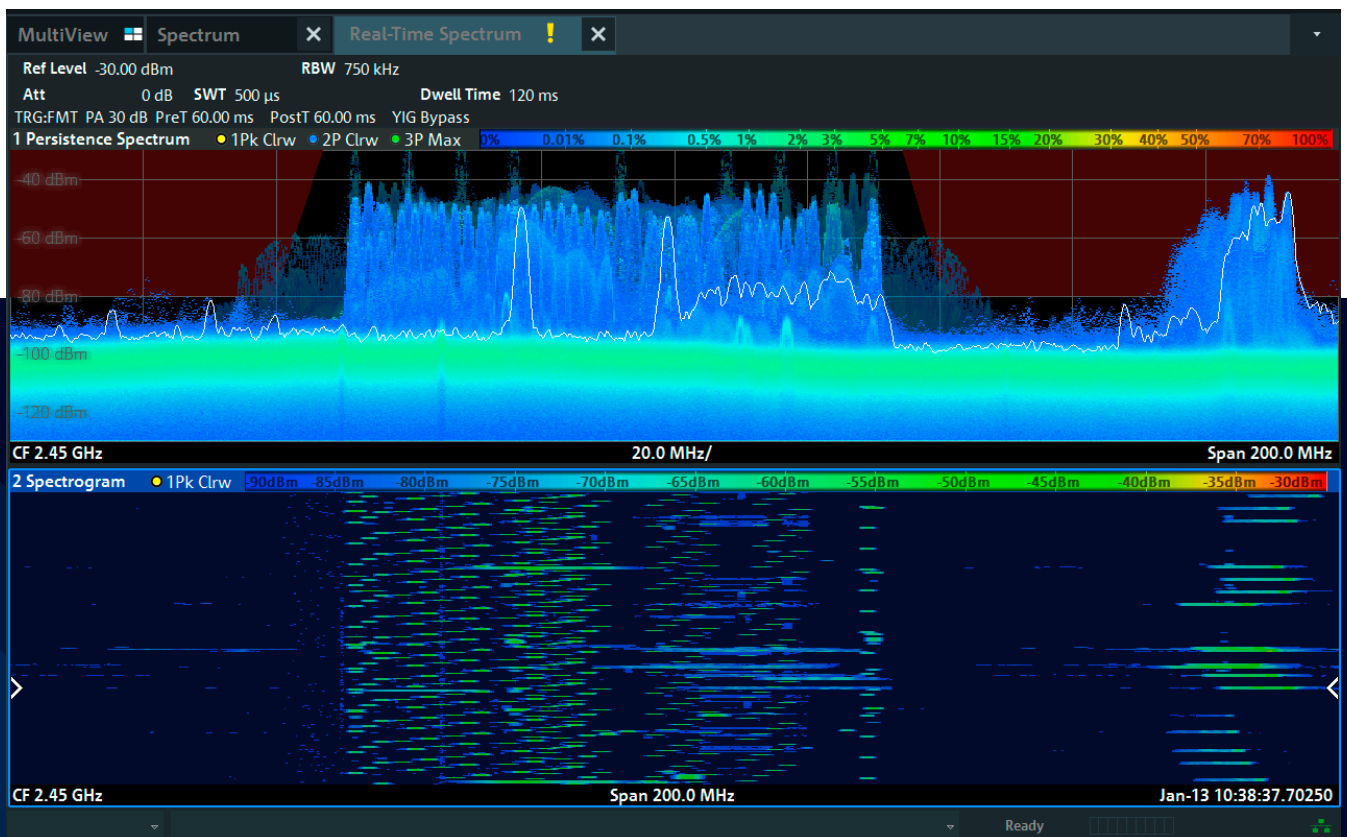 MultiView Spectrum X Real-Time Spectrum ! X
Ref Level -30.00 dBm RBW 750 kHz
Att 0 dB SWT 500 µs Dwell Time 120 ms
TRG:FMT PA 30 dB PreT 60.00 ms PostT 60.00 ms YIG Bypass
1 Persistence Spectrum 1Pk Clrw 2P Clrw 3P Max 0% 0.01% 0.1% 0.5% 1% 2% 3% 5% 7% 10% 15% 20% 30% 40% 50% 70% 100%
-40 dBm
-60 dBm
-80 dBm
-100 dBm
-120 dBm
CF 2.45 GHz 20.0 MHz/ Span 200.0 MHz
2 Spectrogram 1Pk Clrw -90dBm -85dBm -80dBm -75dBm -70dBm -65dBm -60dBm -55dBm -50dBm -45dBm -40dBm -35dBm -30dBm
CF 2.45 GHz Span 200.0 MHz Jan-13 10:38:37.70250
Ready